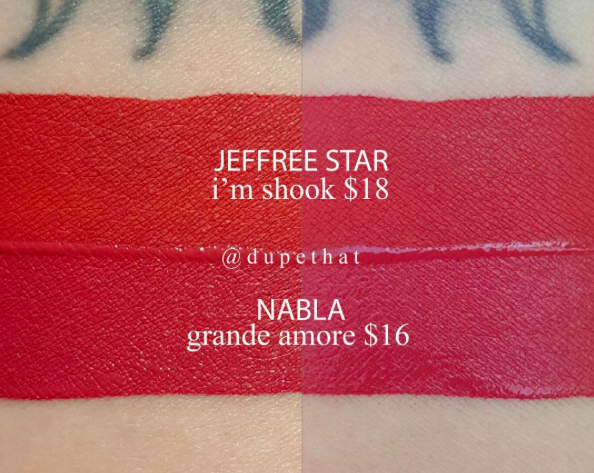 JEFFREE STAR
i'm shook $18
@dupethat
NABLA
grande amore $16